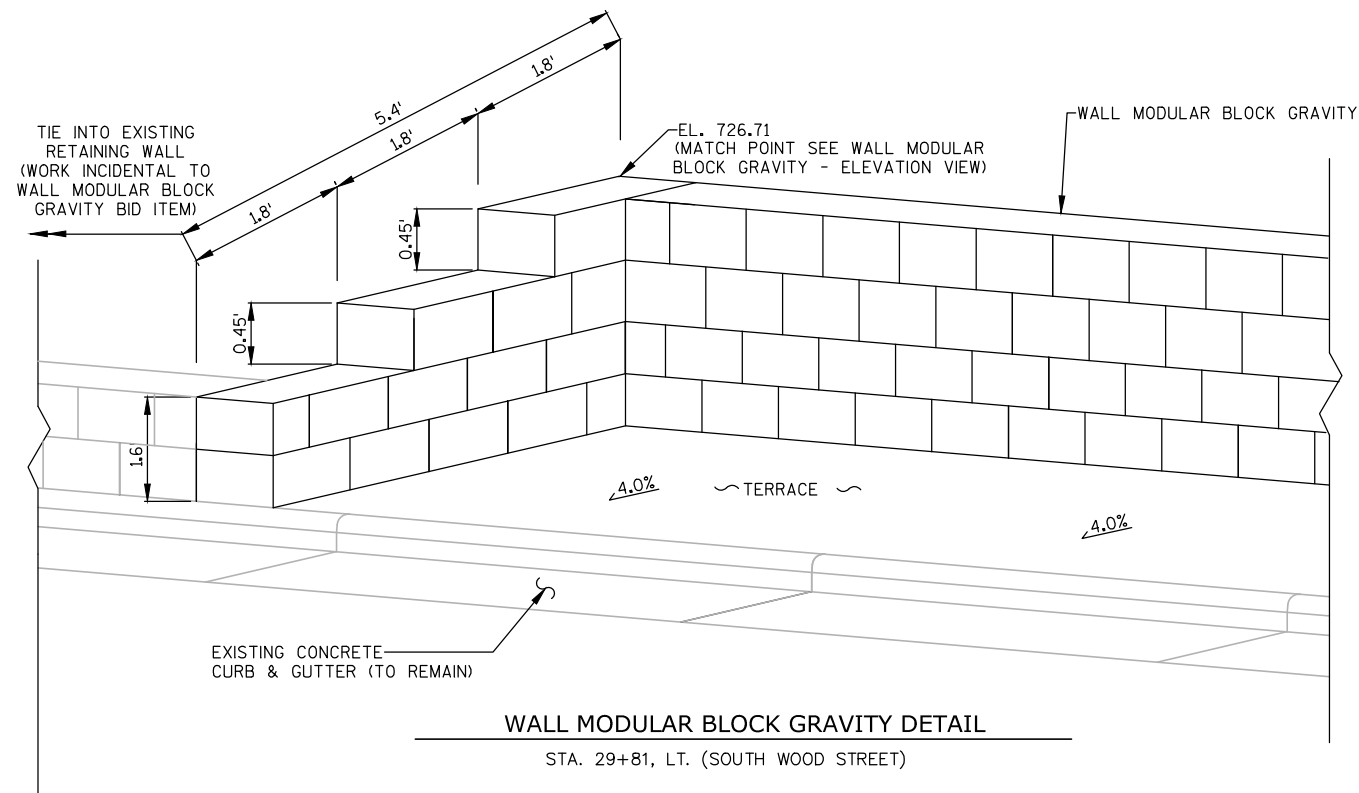 5.4'
1.8'
1.8'
1.8'
TIE INTO EXISTING
RETAINING WALL
(WORK INCIDENTAL TO
WALL MODULAR BLOCK
GRAVITY BID ITEM)
EL. 726.71
(MATCH POINT SEE WALL MODULAR
BLOCK GRAVITY - ELEVATION VIEW)
WALL MODULAR BLOCK GRAVITY
0.45'
0.45'
1.6'
4.0%
TERRACE
4.0%
EXISTING CONCRETE
CURB & GUTTER (TO REMAIN)
WALL MODULAR BLOCK GRAVITY DETAIL
STA. 29+81, LT. (SOUTH WOOD STREET)